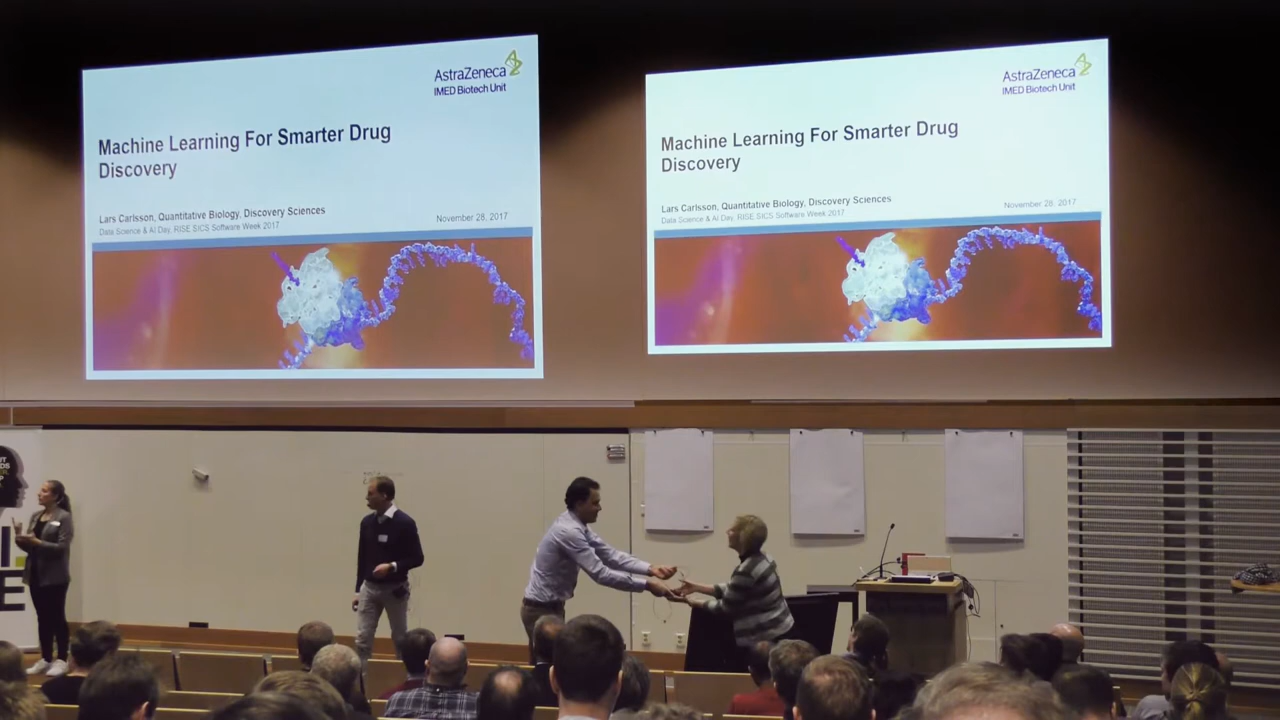 AstraZeneca
IMED Biotech Unit
Machine Learning For Smarter Drug
Discovery
Lars Carlsson, Quantitative Biology, Discovery Sciences
Data Science & AI Day, RISE SICS Software Week 2017
November 28, 2017
AstraZeneca
IMED Biotech Unit
Machine Learning For Smarter Drug
Discovery
Lars Carlsson, Quantitative Biology, Discovery Sciences
Data Science & AI Day, RISE SICS Software Week 2017
November 28, 2017